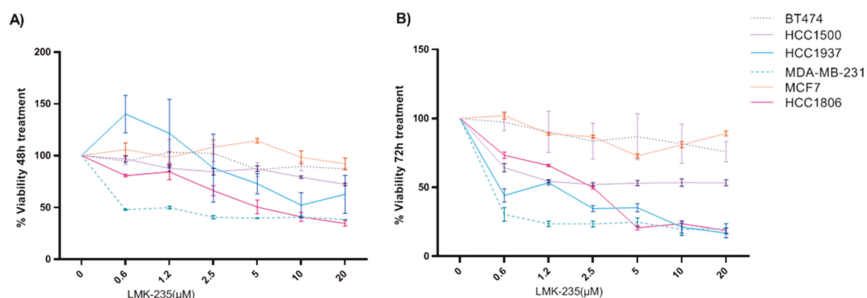 A)
200
150
100
50
0
% Viability 48h treatment
0 0.6 1.2 2.5 5 10 20
LMK-235(μM)
B)
150
100
50
0
% Viability 72h treatment
0 0.6 1.2 2.5 5 10 20
LMK-235(μM)
BT474
HCC1500
HCC1937
MDA-MB-231
MCF7
HCC1806